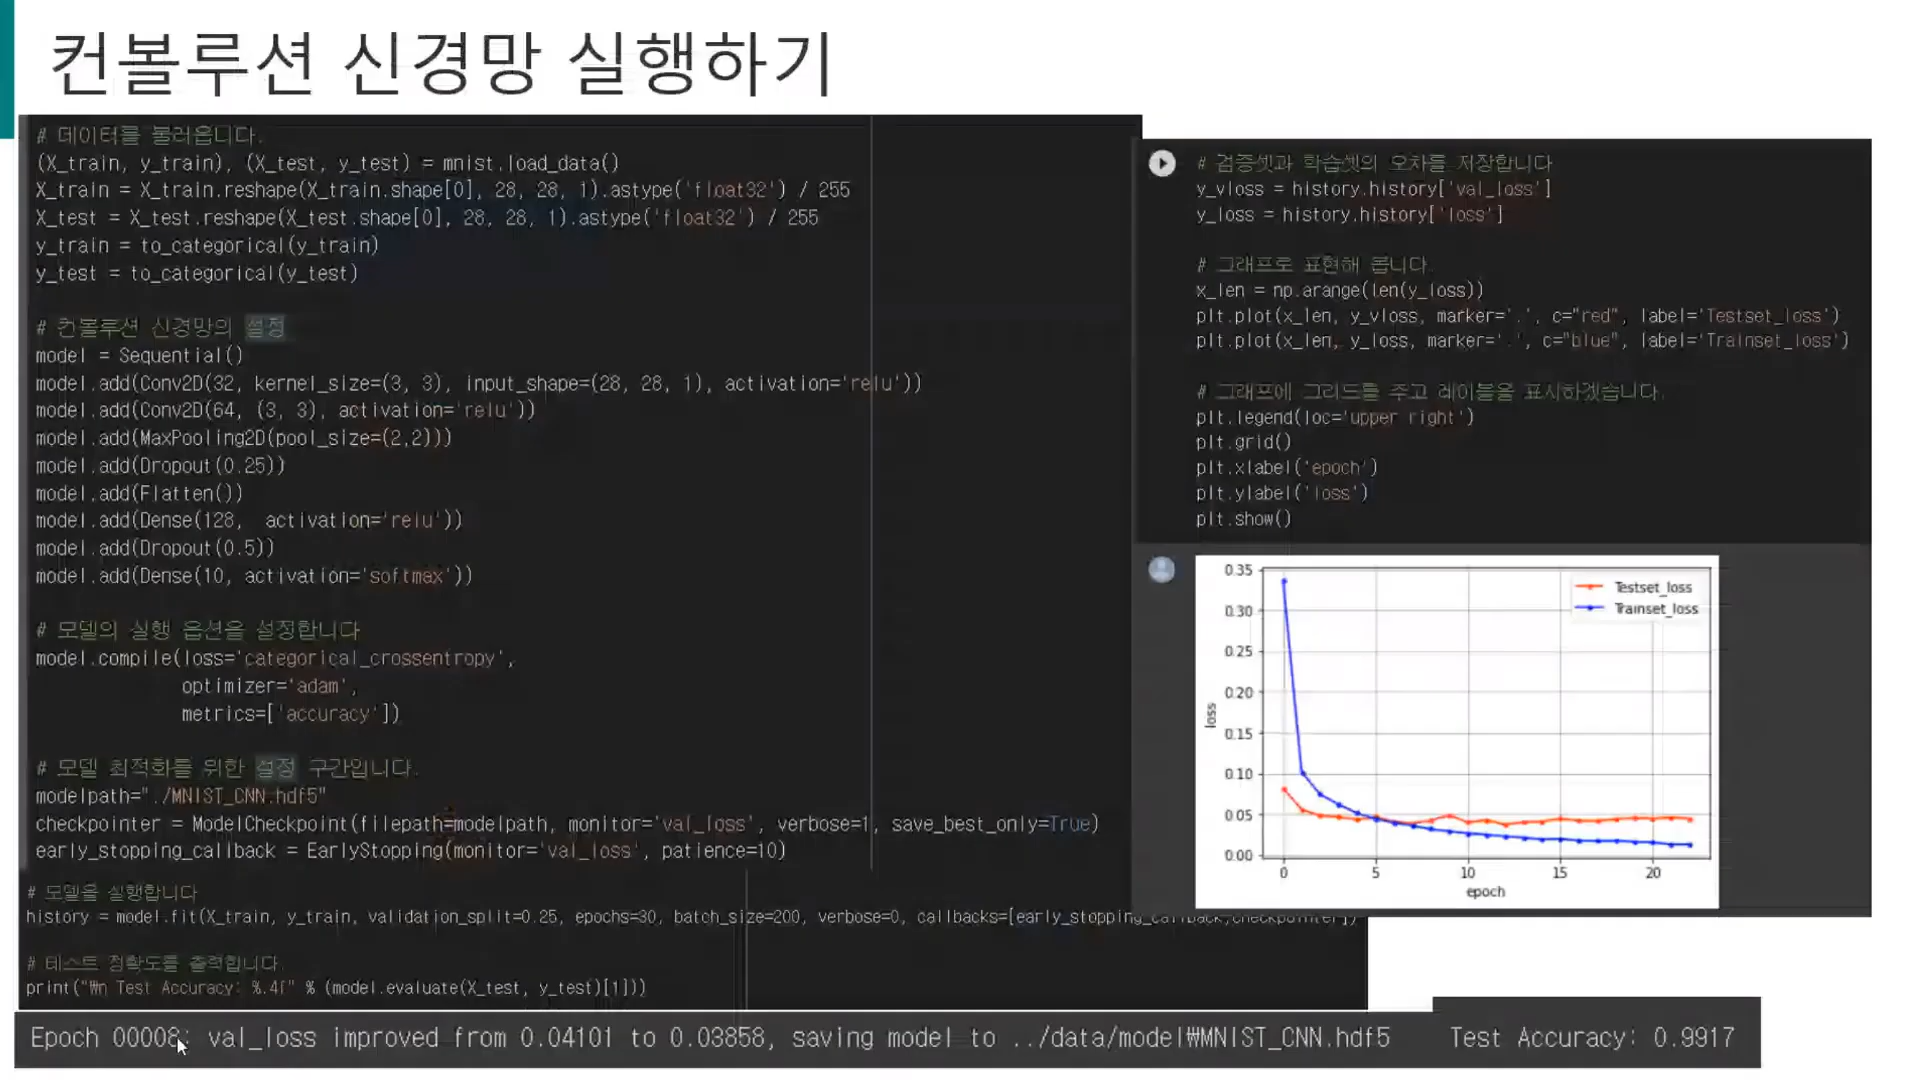 컨볼루션 신경망 실행하기
# 데이터를 불러옵니다.
(X_train, y_train), (X_test, y_test) = mnist.load_data()
X_train = X_train.reshape(X_train.shape[0], 28, 28, 1).astype('float32') / 255
X_test = X_test.reshape(X_test.shape[0], 28, 28, 1).astype('float32') / 255
y_train = to_categorical(y_train)
y_test = to_categorical(y_test)
# 컨볼루션 신경망의 설정
model = Sequential()
model.add(Conv2D(32, kernel_size=(3, 3), input_shape=(28, 28, 1), activation='relu'))
model.add(Conv2D(64, (3, 3), activation='relu'))
model.add(MaxPooling2D(pool_size=(2,2)))
model.add(Dropout(0.25))
model.add(Flatten())
model.add(Dense(128,  activation='relu'))
model.add(Dropout(0.5))
model.add(Dense(10, activation='softmax'))
# 모델의 실행 옵션을 설정합니다
model.compile(loss='categorical_crossentropy',
optimizer='adam',
metrics=['accuracy'])
# 모델 최적화를 위한 설정 구간입니다.
modelpath="./MNIST_CNN.hdf5"
checkpointer = ModelCheckpoint(filepath=modelpath, monitor='val_loss', verbose=1, save_best_only=True)
early_stopping_callback = EarlyStopping(monitor='val_loss', patience=10)
# 모델을 실행합니다
history = model.fit(X_train, y_train, validation_split=0.25, epochs=30, batch_size=200, verbose=0, callbacks=[early_stopping_callback,checkpointer])
# 테스트 정확도를 출력합니다.
print("₩n Test Accuracy: %.4f" % (model.evaluate(X_test, y_test)[1]))
Epoch 00008: val_loss improved from 0.04101 to 0.03858, saving model to ../data/model₩MNIST_CNN.hdf5
Test Accuracy: 0.9917
# 검증셋과 학습셋의 오차를 저장합니다
y_vloss = history.history['val_loss']
y_loss = history.history['loss']
# 그래프로 표현해 봅니다.
x_len = np.arange(len(y_loss))
plt.plot(x_len, y_vloss, marker='.', c="red", label='Testset_loss')
plt.plot(x_len, y_loss, marker='.', c="blue", label='Trainset_loss')
# 그래프에 그리드를 주고 레이블을 표시하겠습니다.
plt.legend(loc='upper right')
plt.grid()
plt.xlabel('epoch')
plt.ylabel('loss')
plt.show()
Testset_loss
Trainset_loss
0.35
0.30
0.25
0.20
0.15
0.10
0.05
0.00
loss
0 5 10 15 20
epoch